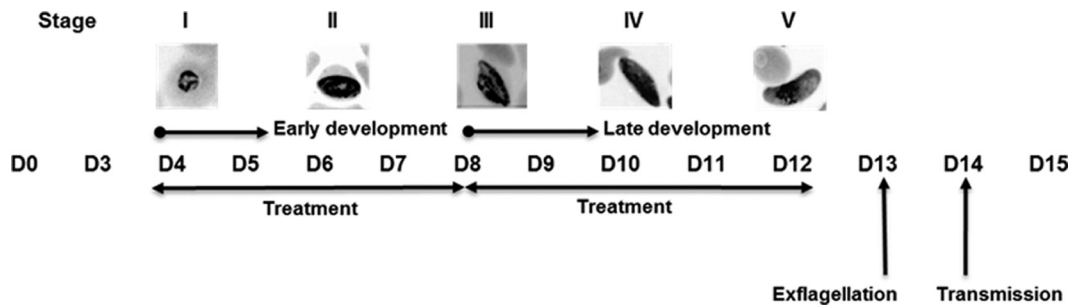 Stage I II III IV V
Early development Late development
D0 D3 D4 D5 D6 D7 D8 D9 D10 D11 D12 D13 D14 D15
Treatment Treatment
Exflagellation Transmission